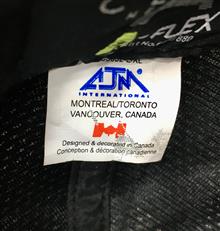 FLEX
AJM
INTERNATIONAL
MONTREAL/TORONTO
VANCOUVER, CANADA
Designed & decorated in Canada
Conception & décoration canadienne